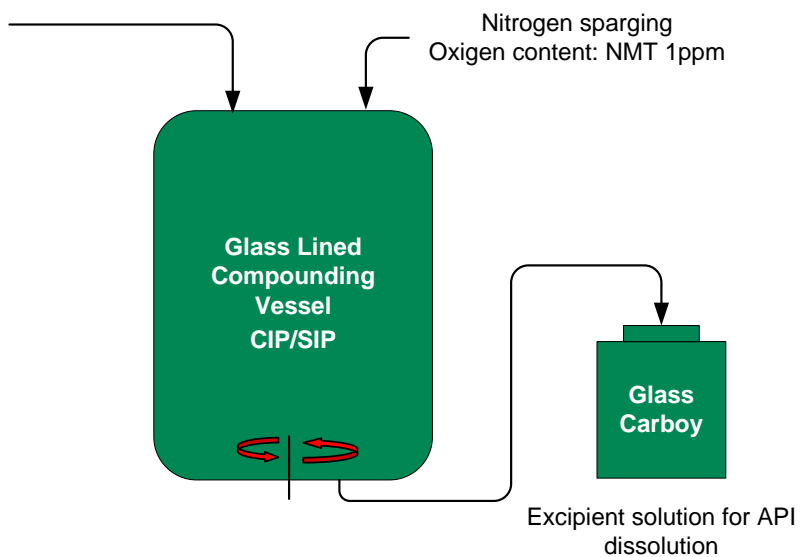 Nitrogen sparging
Oxigen content: NMT 1ppm
Glass Lined
Compounding
Vessel
CIP/SIP
Glass
Carboy
Excipient solution for API
dissolution